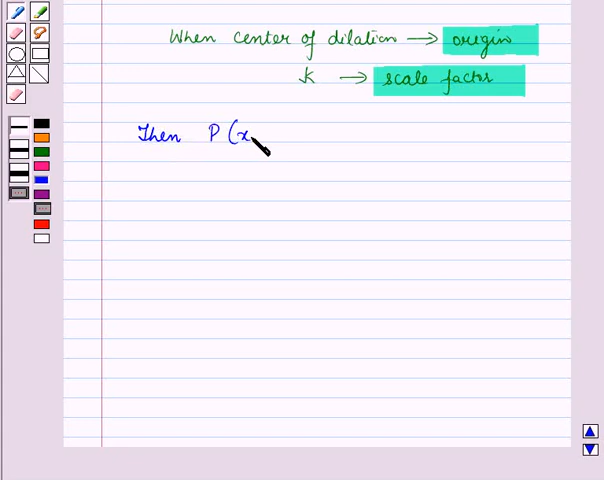 When center of dilation → origin
k → scale factor
Then P (x